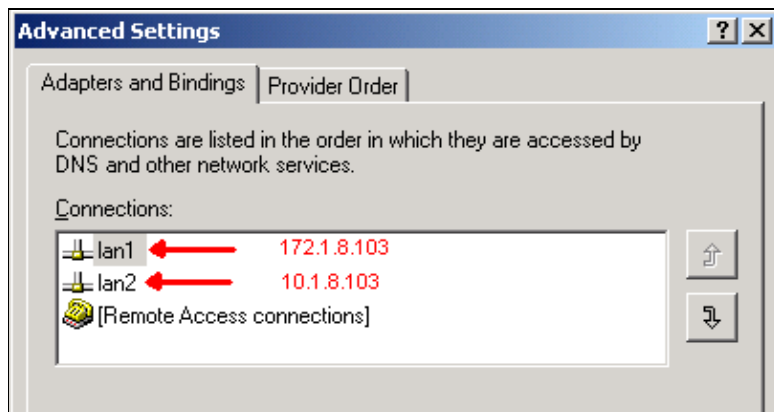 Advanced Settings
Adapters and Bindings
Provider Order
Connections are listed in the order in which they are accessed by
DNS and other network services.
Connections:
lan1 172.1.8.103
lan2 10.1.8.103
[Remote Access connections]